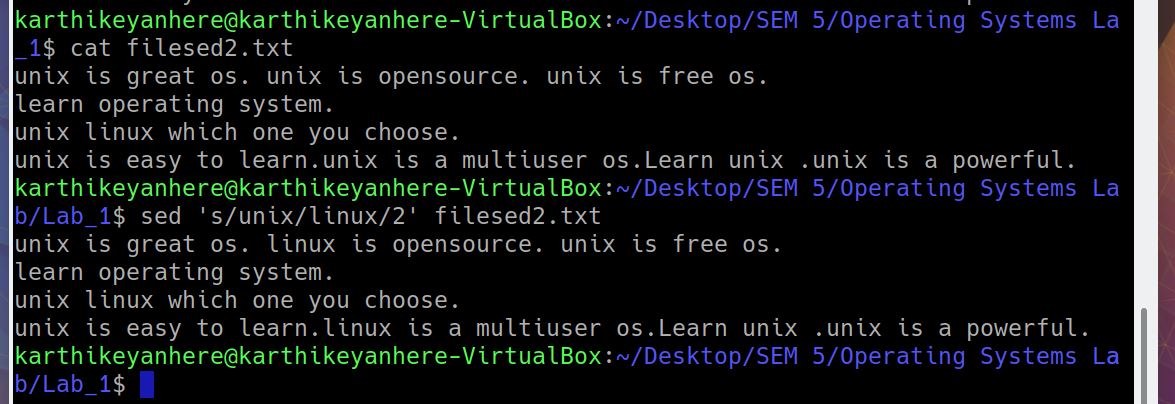 karthikeyanhere@karthikeyanhere-VirtualBox:~/Desktop/SEM 5/Operating Systems La
_1$ cat filesed2.txt
unix is great os. unix is opensource. unix is free os.
learn operating system.
unix linux which one you choose.
unix is easy to learn.unix is a multiuser os.Learn unix .unix is a powerful.
karthikeyanhere@karthikeyanhere-VirtualBox:~/Desktop/SEM 5/Operating Systems La
b/Lab_1$ sed 's/unix/linux/2' filesed2.txt
unix is great os. linux is opensource. unix is free os.
learn operating system.
unix linux which one you choose.
unix is easy to learn.linux is a multiuser os.Learn unix .unix is a powerful.
karthikeyanhere@karthikeyanhere-VirtualBox:~/Desktop/SEM 5/Operating Systems La
b/Lab_1$